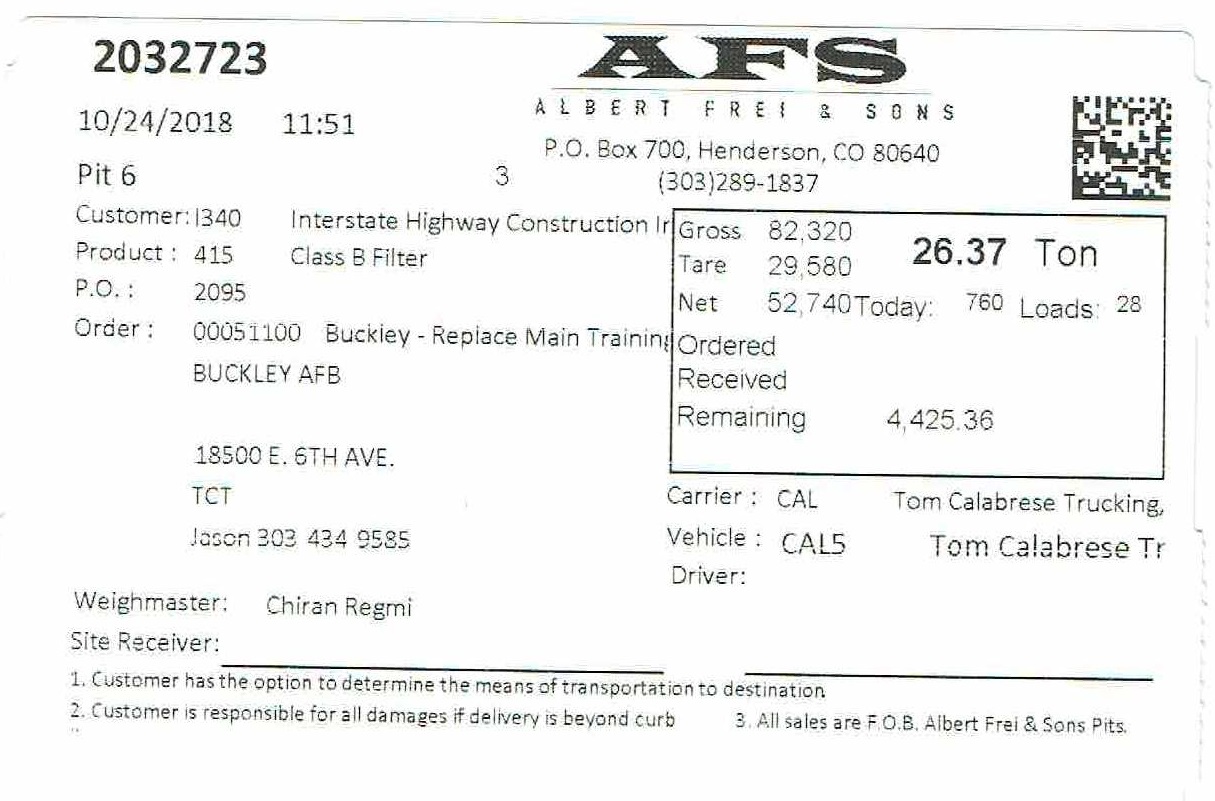 2032723
AFS
ALBERT FREI & SONS
10/24/2018 11:51
P.O. Box 700, Henderson, CO 80640
Pit 6 3 (303)289-1837
Customer: I340 Interstate Highway Construction Ir
Product : 415 Class B Filter
P.O. : 2095
Order : 00051100 Buckley - Replace Main Training
BUCKLEY AFB
18500 E. 6TH AVE.
TCT
Jason 303 434 9585
Gross 82,320 26.37 Ton
Tare 29,580
Net 52,740 Today: 760 Loads: 28
Ordered
Received
Remaining 4,425.36
Carrier : CAL Tom Calabrese Trucking,
Vehicle : CAL5 Tom Calabrese Tr
Driver:
Weighmaster: Chiran Regmi
Site Receiver:
1. Customer has the option to determine the means of transportation to destination
2. Customer is responsible for all damages if delivery is beyond curb 3. All sales are F.O.B. Albert Frei & Sons Pits.